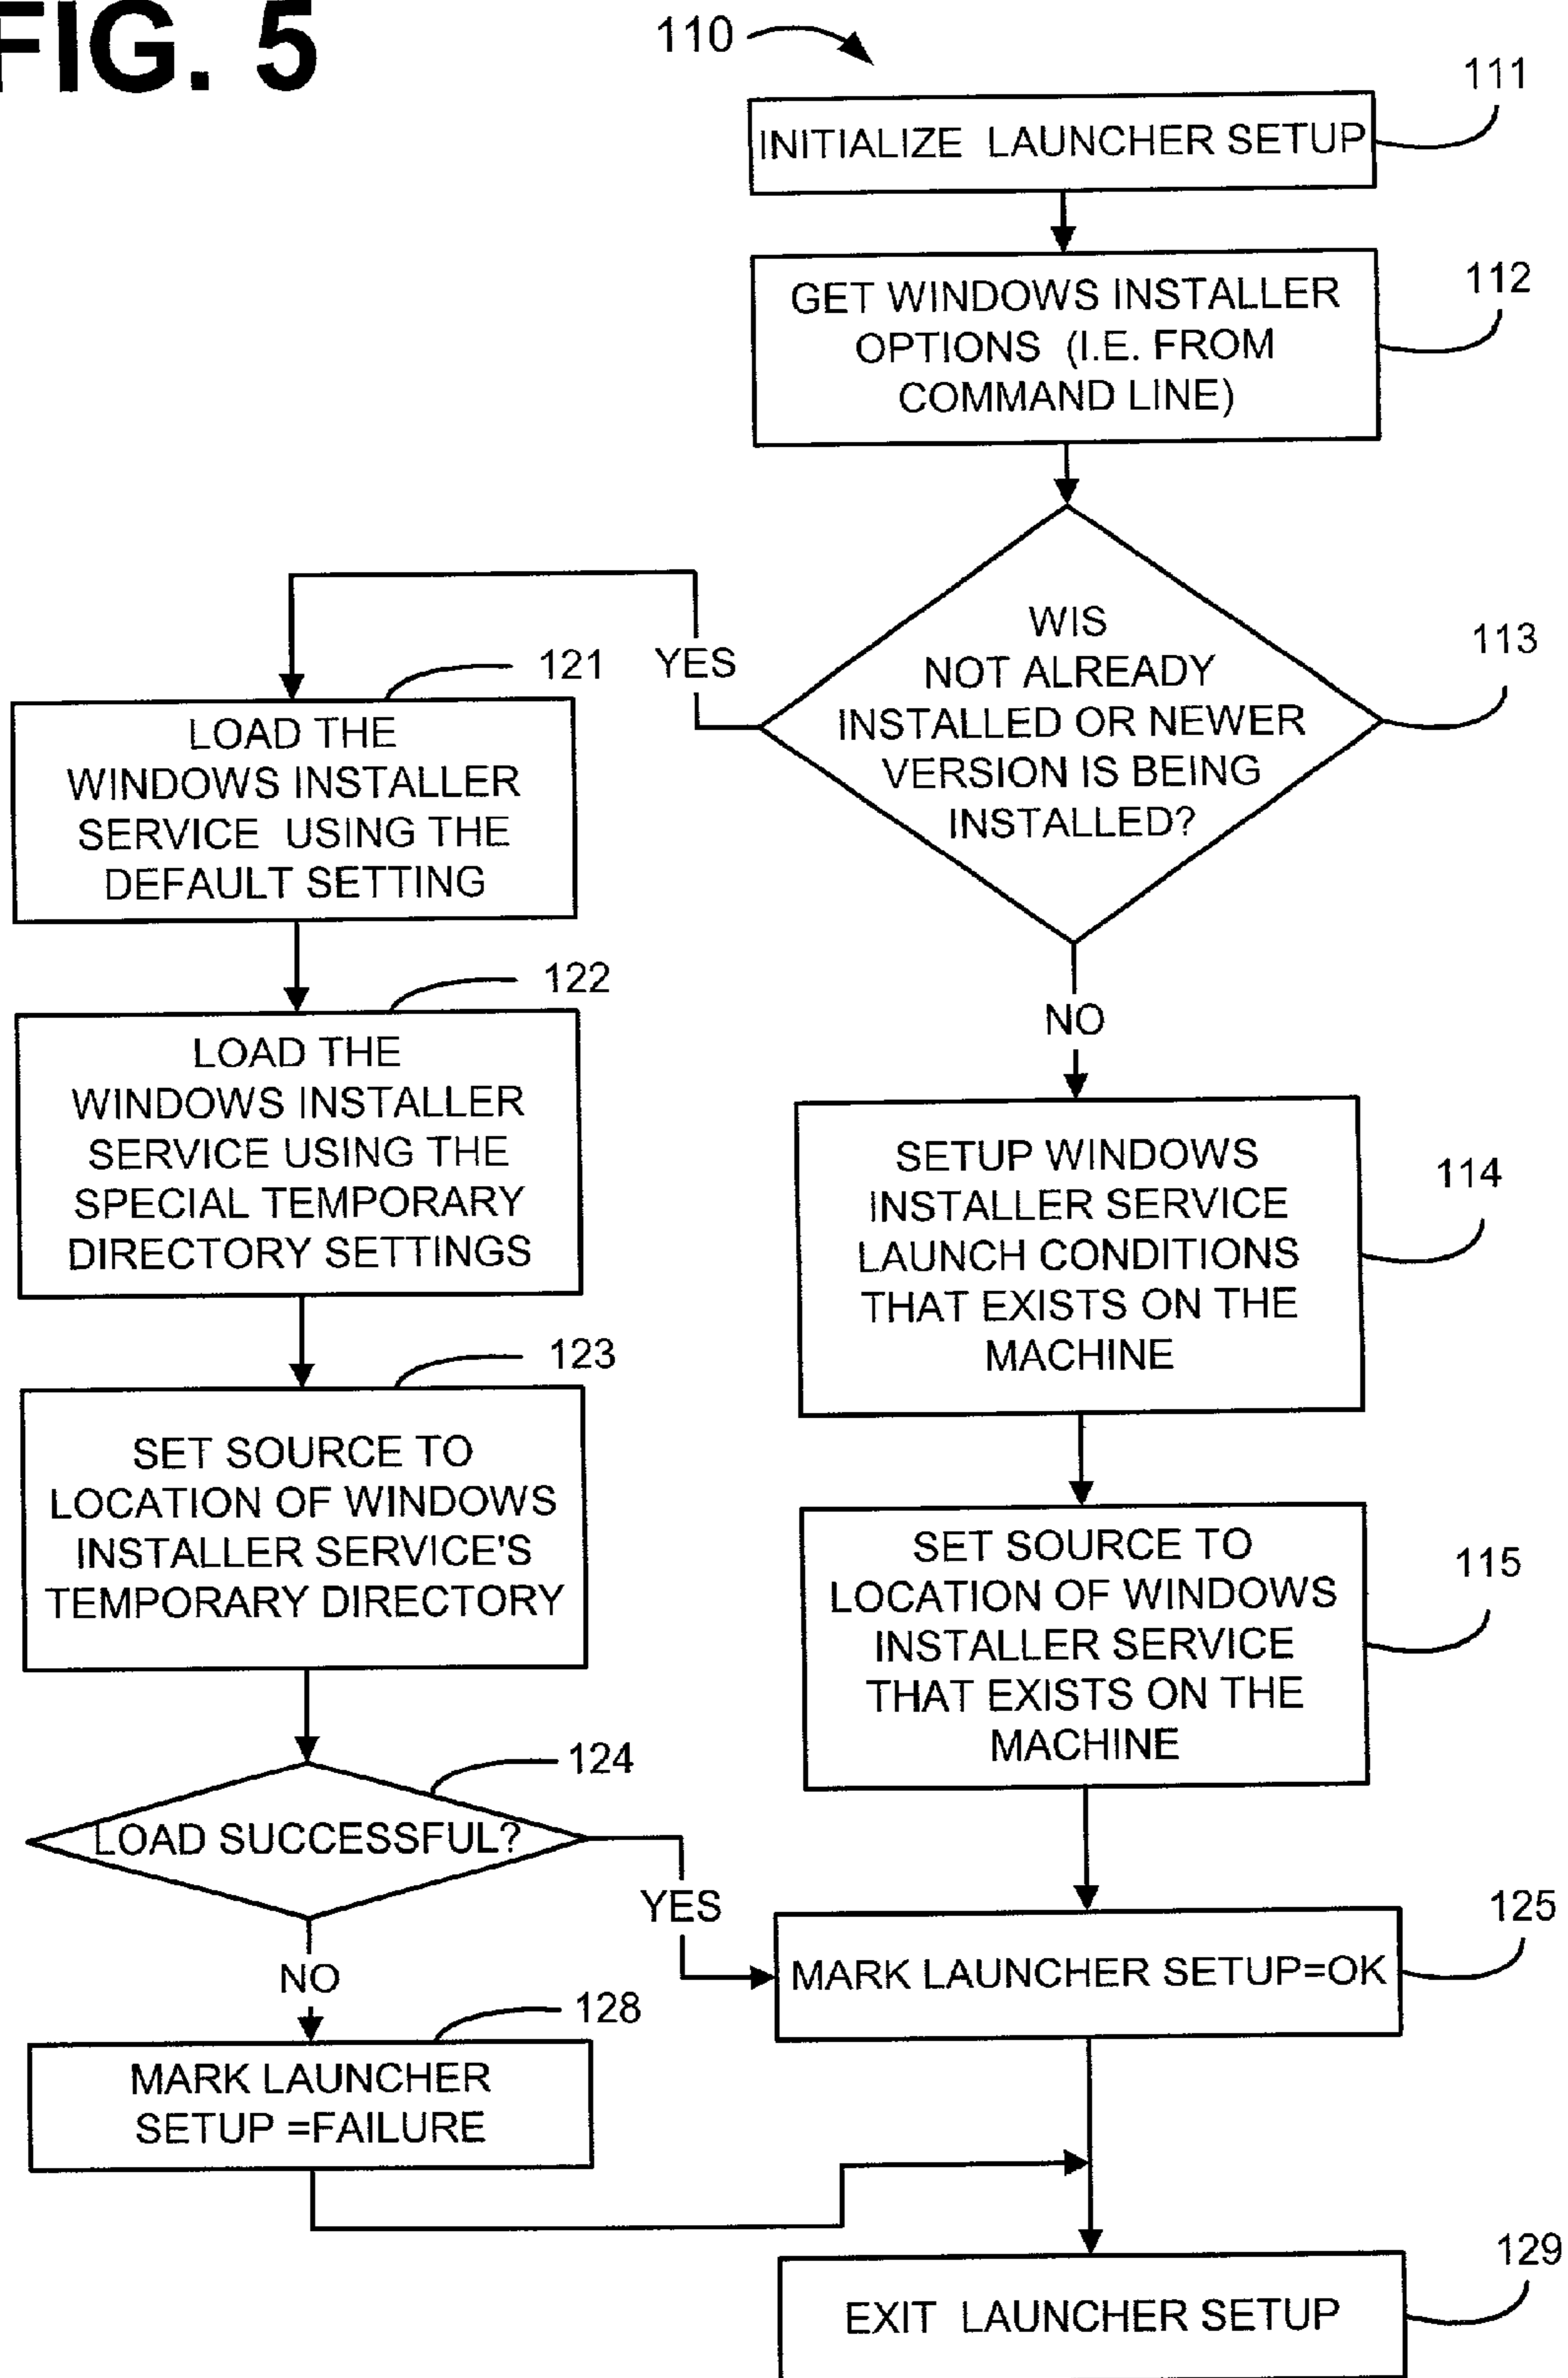 FIG. 5
110
111
INITIALIZE LAUNCHER SETUP
112
GET WINDOWS INSTALLER
OPTIONS (I.E. FROM
COMMAND LINE)
113
WIS
NOT ALREADY
INSTALLED OR NEWER
VERSION IS BEING
INSTALLED?
YES
121
LOAD THE
WINDOWS INSTALLER
SERVICE USING THE
DEFAULT SETTING
122
LOAD THE
WINDOWS INSTALLER
SERVICE USING THE
SPECIAL TEMPORARY
DIRECTORY SETTINGS
123
SET SOURCE TO
LOCATION OF WINDOWS
INSTALLER SERVICE'S
TEMPORARY DIRECTORY
124
LOAD SUCCESSFUL?
NO
128
MARK LAUNCHER
SETUP =FAILURE
NO
114
SETUP WINDOWS
INSTALLER SERVICE
LAUNCH CONDITIONS
THAT EXISTS ON THE
MACHINE
115
SET SOURCE TO
LOCATION OF WINDOWS
INSTALLER SERVICE
THAT EXISTS ON THE
MACHINE
YES
125
MARK LAUNCHER SETUP=OK
129
EXIT LAUNCHER SETUP